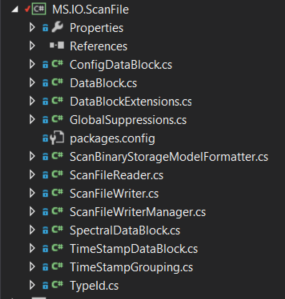 MS.IO.ScanFile
Properties
References
ConfigDataBlock.cs
DataBlock.cs
DataBlockExtensions.cs
GlobalSuppressions.cs
packages.config
ScanBinaryStorageModelFormatter.cs
ScanFileReader.cs
ScanFileWriter.cs
ScanFileWriterManager.cs
SpectralDataBlock.cs
TimeStampDataBlock.cs
TimeStampGrouping.cs
TypeId.cs